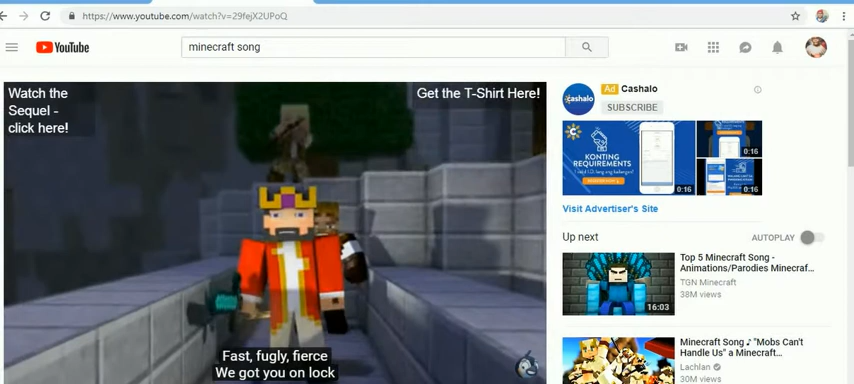 https://www.youtube.com/watch?v=29fejX2UPoQ
YouTube
minecraft song
Watch the
Sequel -
click here!
Get the T-Shirt Here!
Fast, fugly, fierce
We got you on lock
Cashalo
Ad Cashalo
SUBSCRIBE
KONTING
REQUIREMENTS
0:16
0:16
0:16
Visit Advertiser's Site
Up next
AUTOPLAY
16:03
Top 5 Minecraft Song -
Animations/Parodies Minecraf...
TGN Minecraft
38M views
Minecraft Song ♪ "Mobs Can't
Handle Us" a Minecraft...
Lachlan
30M views